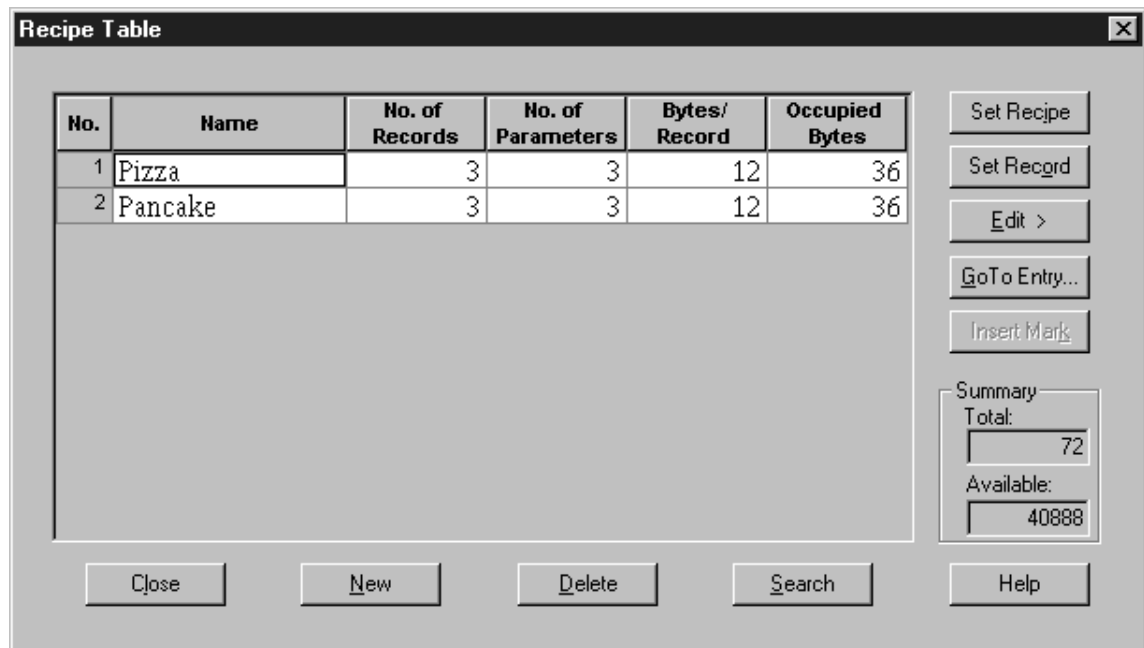 Recipe Table
No. Name No. of Records No. of Parameters Bytes/ Record Occupied Bytes
1 Pizza 3 3 12 36
2 Pancake 3 3 12 36
Set Recipe
Set Record
Edit >
GoTo Entry...
Insert Mark
Summary
Total:
72
Available:
40888
Close New Delete Search Help